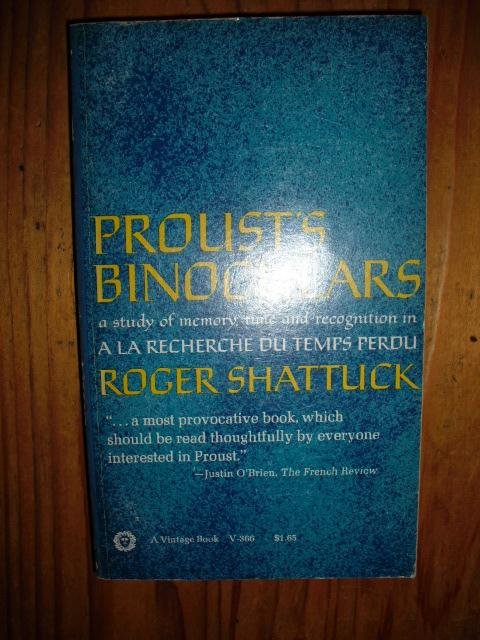 PROUST'S
BINOCULARS
a study of memory, time and recognition in
A LA RECHERCHE DU TEMPS PERDU
ROGER SHATTUCK
"...a most provocative book, which
should be read thoughtfully by everyone
interested in Proust."
—Justin O'Brien, The French Review
A Vintage Book V-366 $1.65